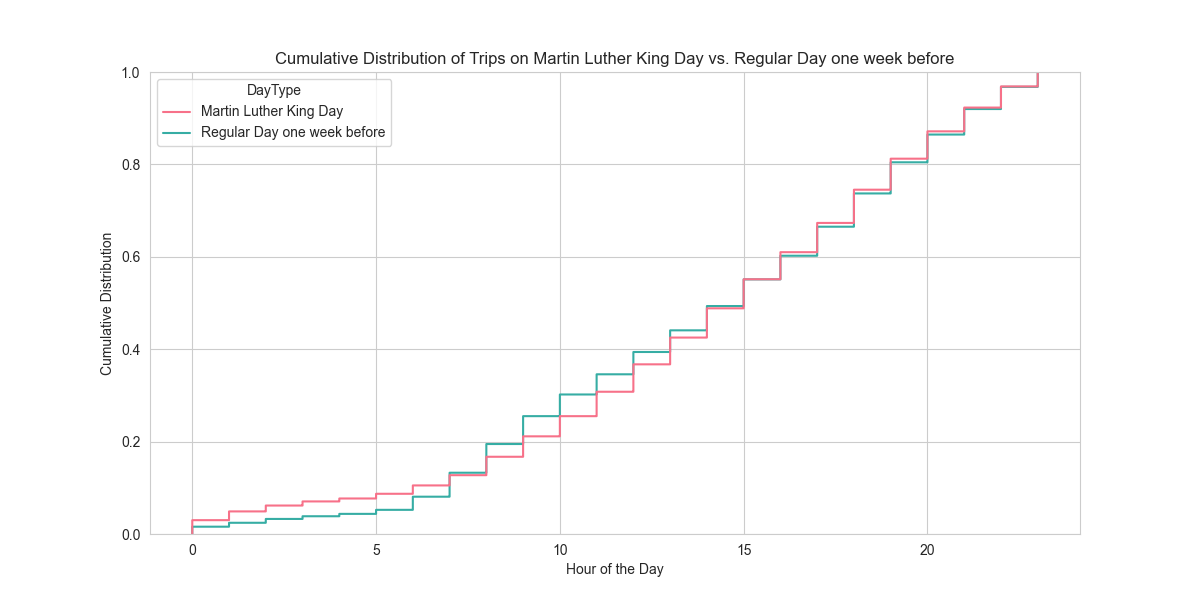 Cumulative Distribution of Trips on Martin Luther King Day vs. Regular Day one week before
DayType
Martin Luther King Day
Regular Day one week before
Cumulative Distribution
1.0
0.8
0.6
0.4
0.2
0.0
0 5 10 15 20
Hour of the Day